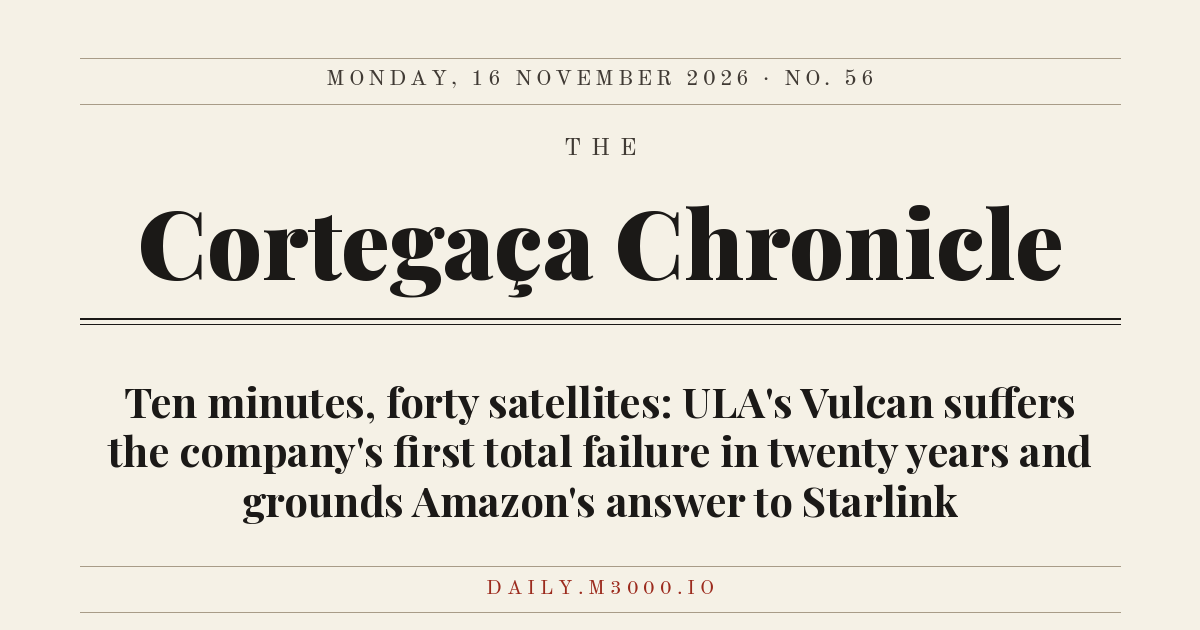 MONDAY, 16 NOVEMBER 2026 · NO. 56
THE
Cortegaça Chronicle
Ten minutes, forty satellites: ULA's Vulcan suffers
the company's first total failure in twenty years and
grounds Amazon's answer to Starlink
DAILY.M3000.IO